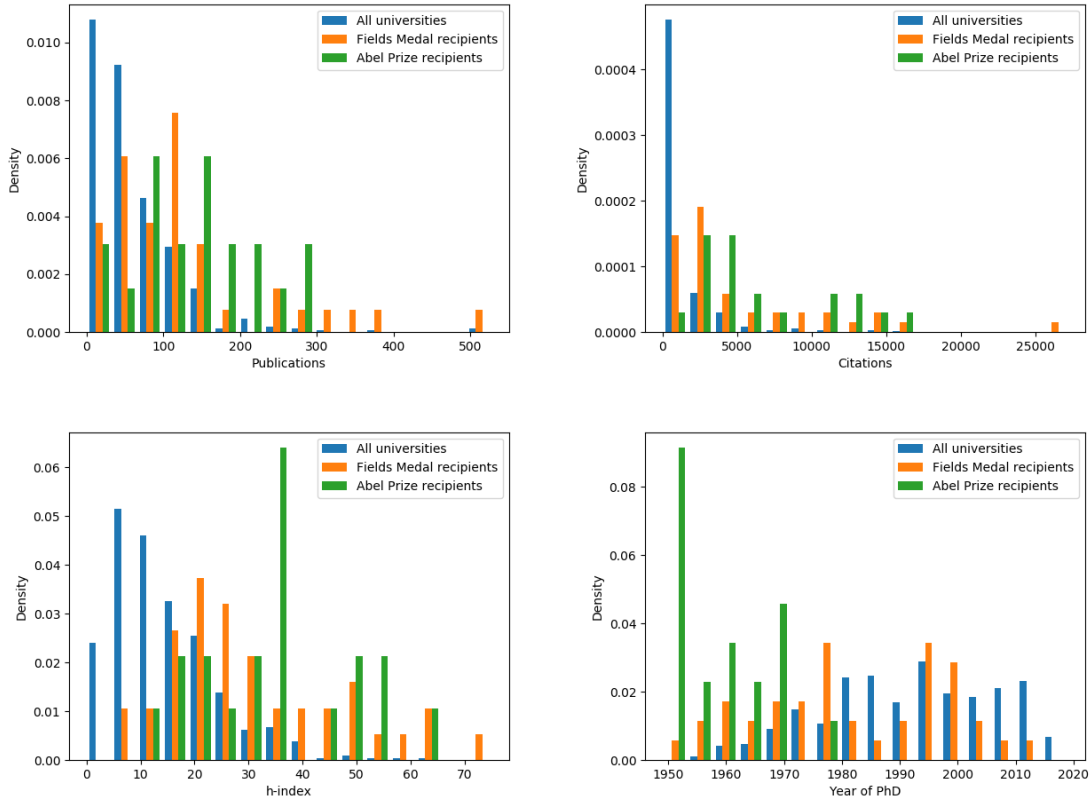 0.010
0.008
0.006
0.004
0.002
0.000
Density
0 100 200 300 400 500
Publications
All universities
Fields Medal recipients
Abel Prize recipients
0.0004
0.0003
0.0002
0.0001
0.0000
Density
0 5000 10000 15000 20000 25000
Citations
All universities
Fields Medal recipients
Abel Prize recipients
0.06
0.05
0.04
0.03
0.02
0.01
0.00
Density
0 10 20 30 40 50 60 70
h-index
All universities
Fields Medal recipients
Abel Prize recipients
0.08
0.06
0.04
0.02
0.00
Density
1950 1960 1970 1980 1990 2000 2010 2020
Year of PhD
All universities
Fields Medal recipients
Abel Prize recipients